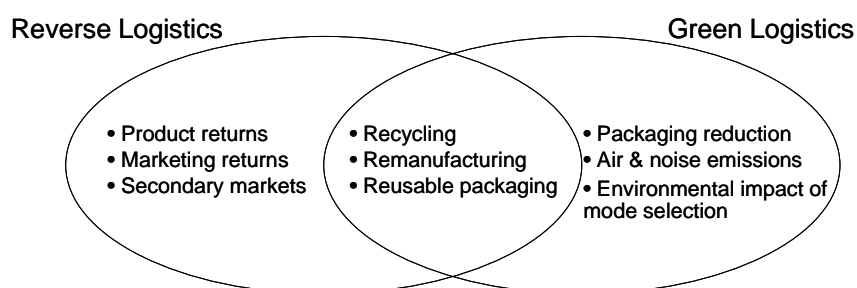 Reverse Logistics
Green Logistics
• Product returns
• Marketing returns
• Secondary markets
• Recycling
• Remanufacturing
• Reusable packaging
• Packaging reduction
• Air & noise emissions
• Environmental impact of
mode selection